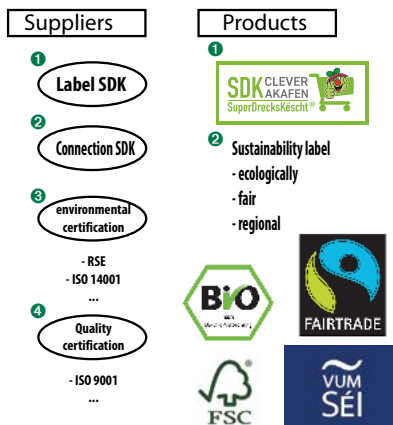 Suppliers
1
Label SDK
2
Connection SDK
3
environmental
certification
- RSE
- ISO 14001
...
4
Quality
certification
- ISO 9001
...
Products
1
SDK CLEVER
AKAFEN
SuperDrecksKëscht®
2
Sustainability label
- ecologically
- fair
- regional
Bio
nach
FAIRTRADE
FSC
VUM
SÉI